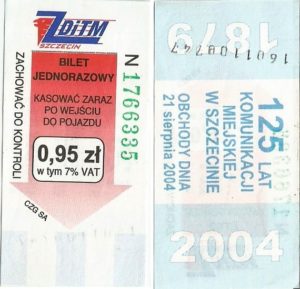 ZDiTM
SZCZECIN
BILET
JEDNORAZOWY
KASOWAĆ ZARAZ
PO WEJŚCIU
DO POJAZDU
0,95 zł
w tym 7% VAT
CZG SA
ZACHOWAĆ DO KONTROLI
N 1766335
1879
125 LAT
KOMUNIKACJI
MIEJSKIEJ
W SZCZECINIE
OBCHODY DNIA
21 sierpnia 2004
2004